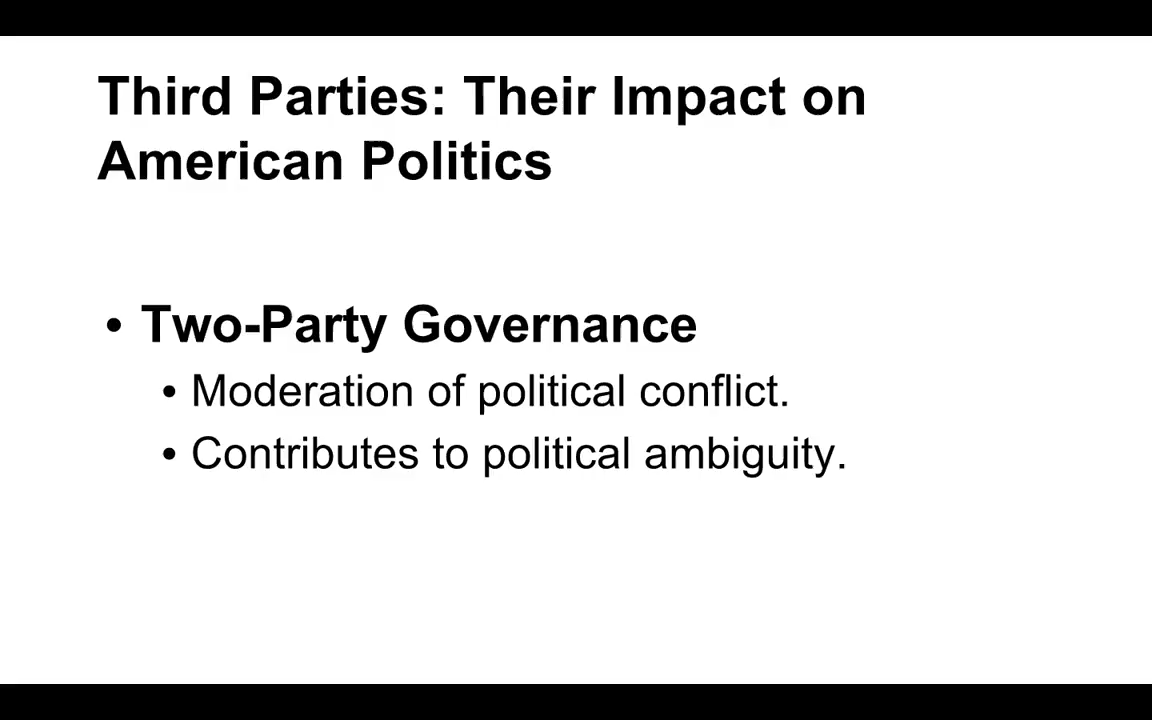 Third Parties: Their Impact on
American Politics
• Two-Party Governance
• Moderation of political conflict.
• Contributes to political ambiguity.